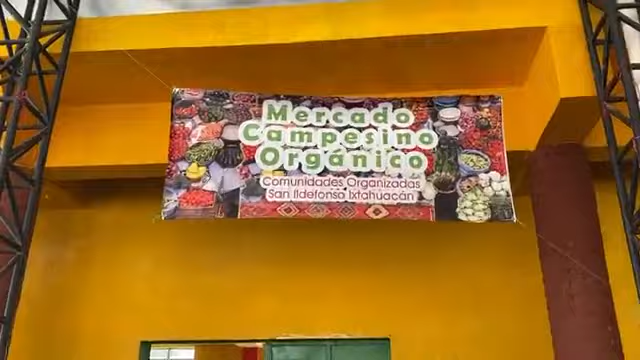 Mercado
Campesino
Orgánico
Comunidades Organizadas
San Ildefonso Ixtahuacán